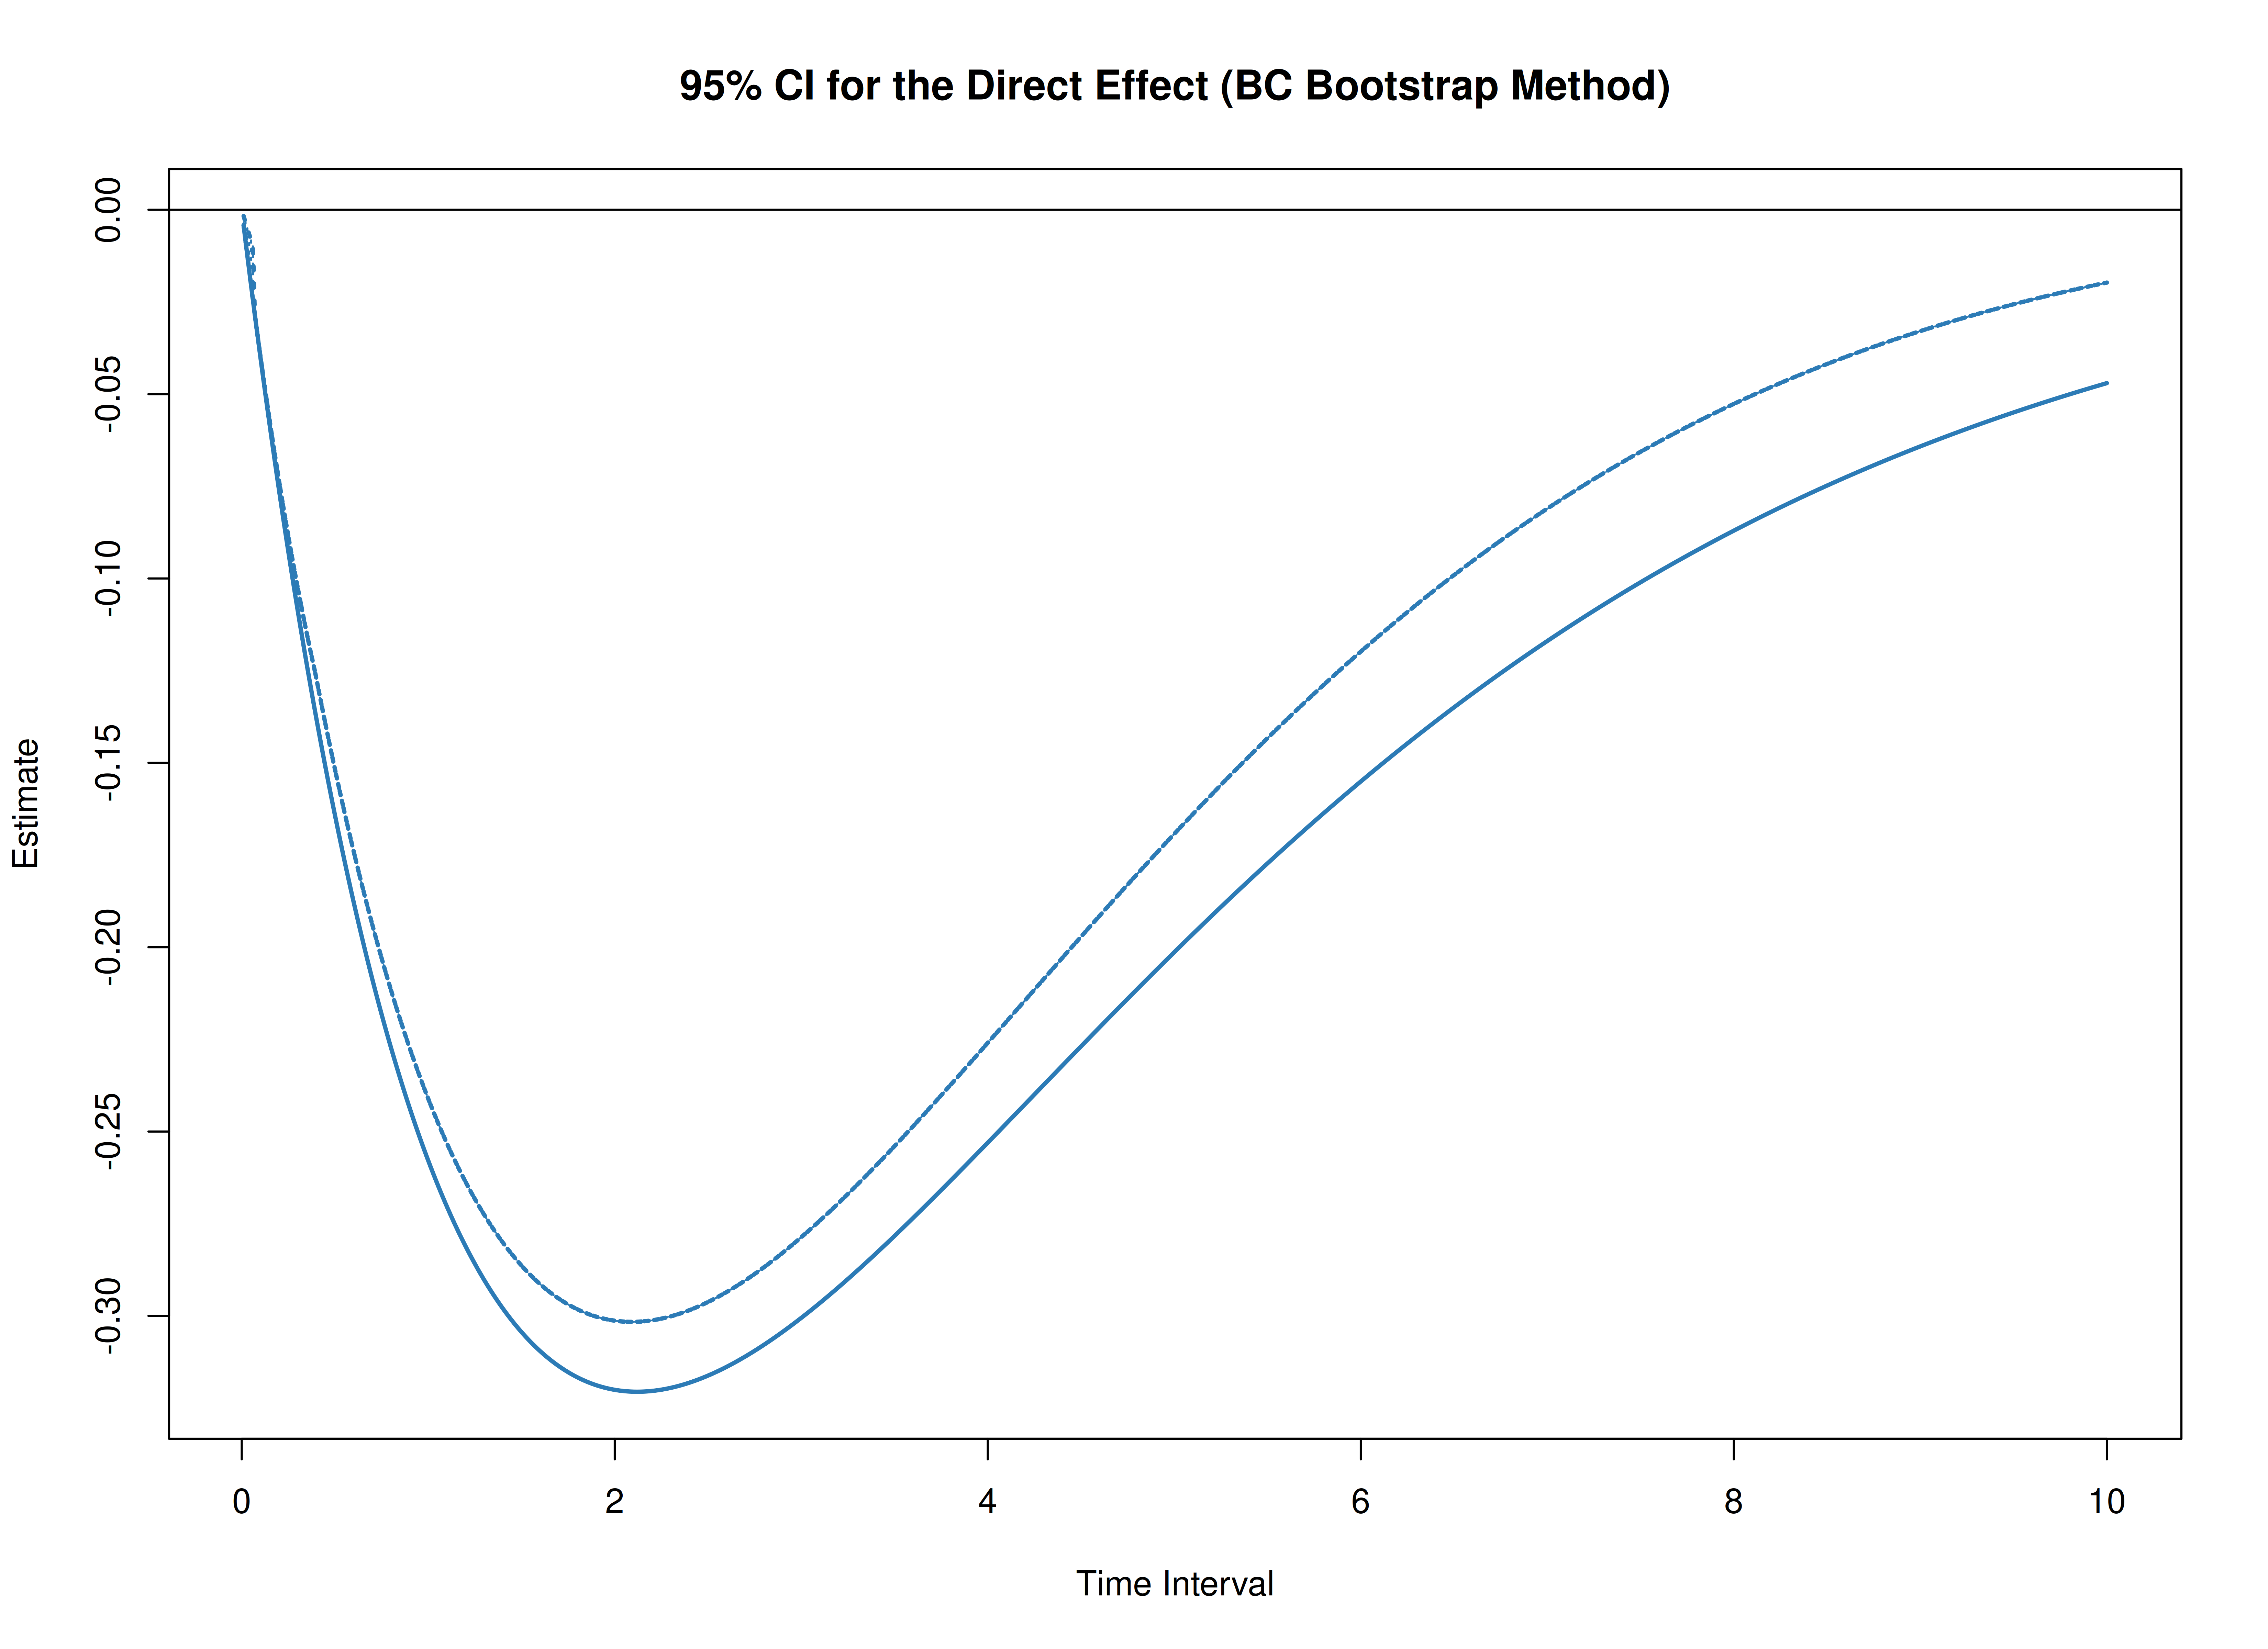 95% CI for the Direct Effect (BC Bootstrap Method)
Estimate
0.00
-0.05
-0.10
-0.15
-0.20
-0.25
-0.30
0 2 4 6 8 10
Time Interval